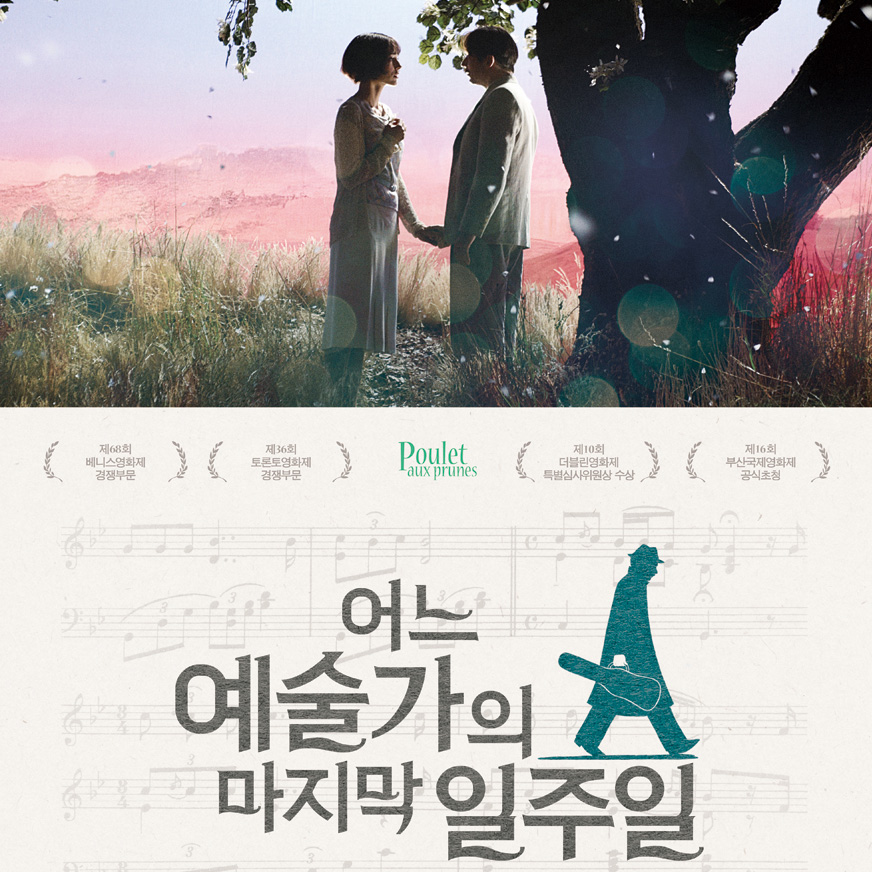 제68회
베니스영화제
경쟁부문
제36회
토론토영화제
경쟁부문
Poulet
aux prunes
제10회
더블린영화제
특별심사위원상 수상
제16회
부산국제영화제
공식초청
어느
예술가의
마지막 일주일